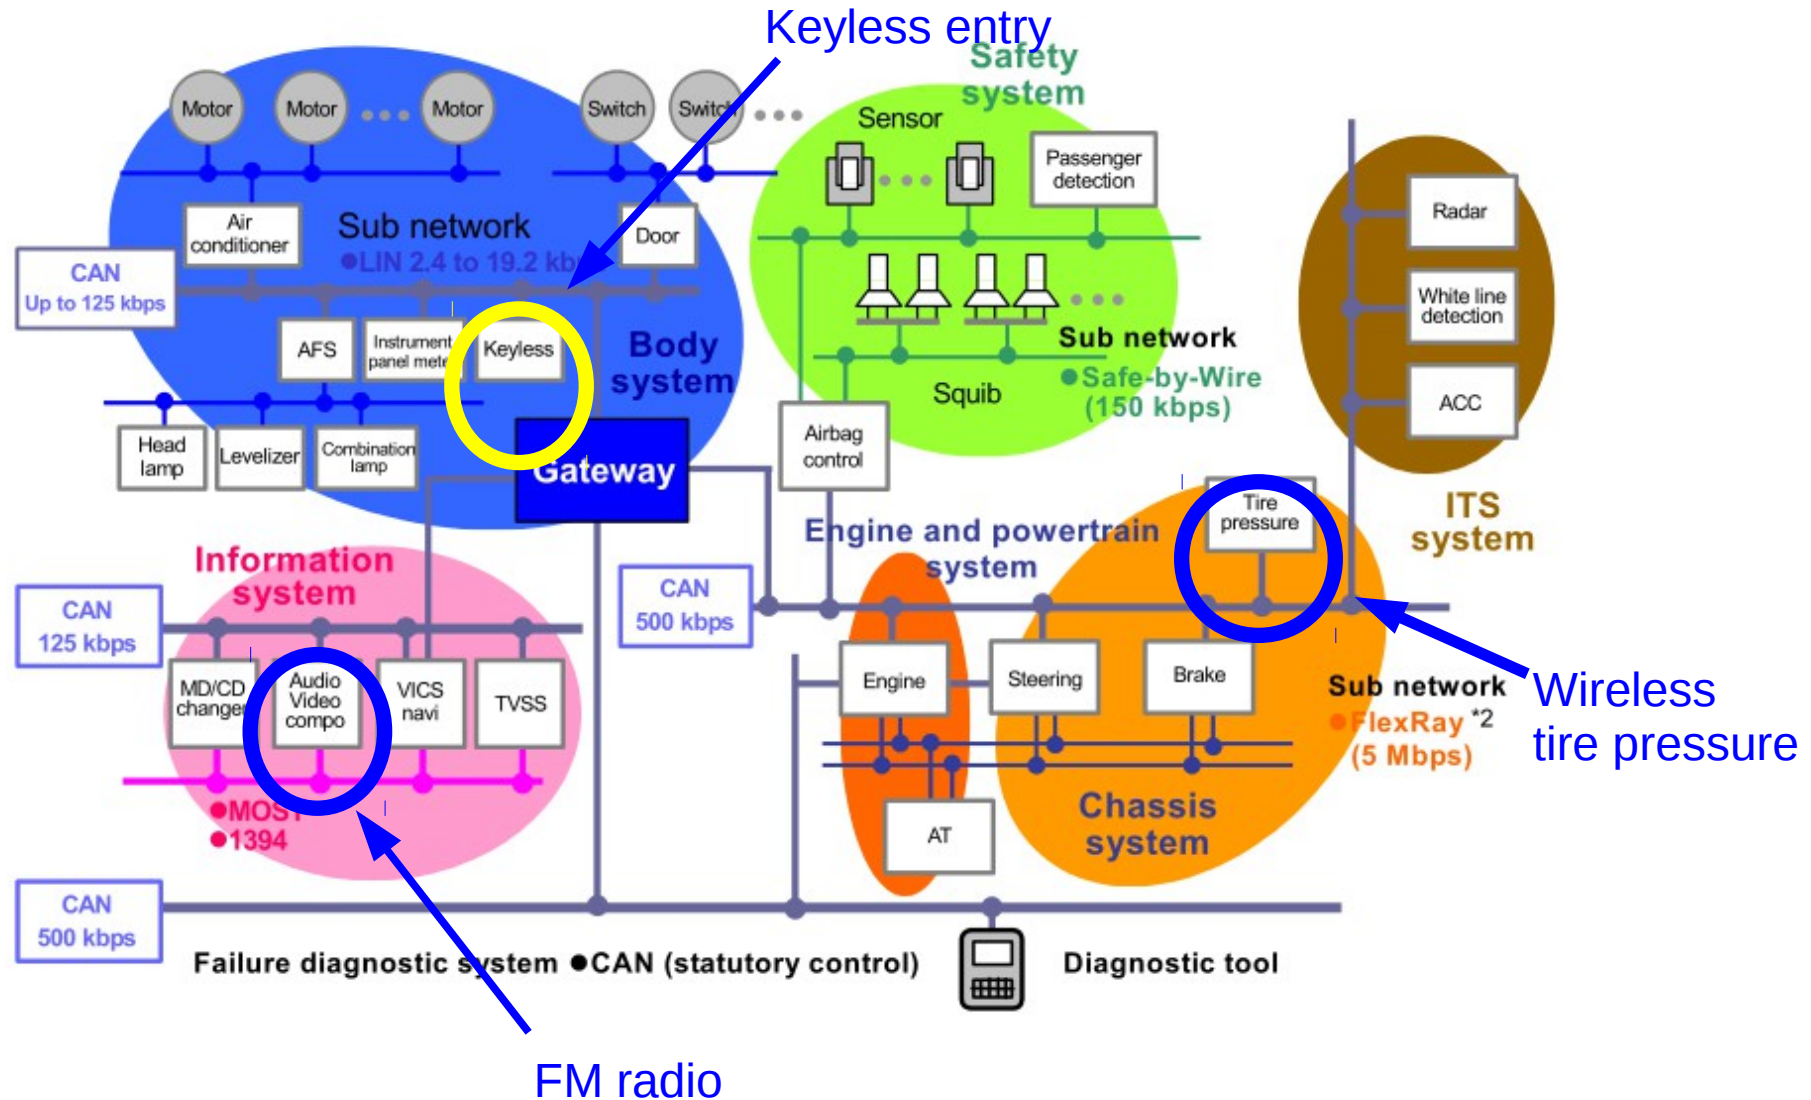 Keyless entry
Safety
system
Motor
Motor
Motor
Switch
Switch
Sensor
Passenger
detection
Air
conditioner
Sub network
●LIN 2.4 to 19.2
Door
CAN
Up to 125 kbps
AFS
Instrument
panel meter
Keyless
Body
system
Head
lamp
Levelizer
Combination
lamp
Gateway
Sub network
●Safe-by-Wire
(150 kbps)
Squib
Airbag
control
Radar
White line
detection
ACC
ITS
system
Tire
pressure
Engine and powertrain
system
Information
system
CAN
125 kbps
CAN
500 kbps
MD/CD
changer
Audio
Video
compo
VICS
navi
TVSS
●MOST
●1394
Engine
Steering
Brake
AT
Sub network
●FlexRay *2
(5 Mbps)
Chassis
system
Wireless
tire pressure
CAN
500 kbps
Failure diagnostic system ●CAN (statutory control)
Diagnostic tool
FM radio